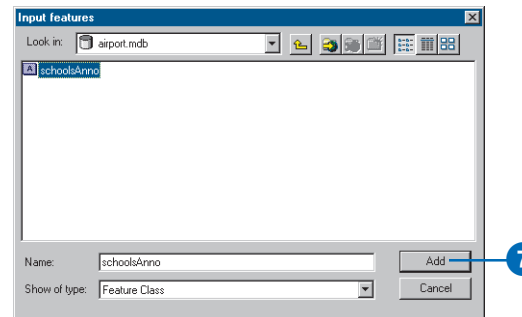 Input features
Look in: airport.mdb
A schoolsAnno
Name: schoolsAnno Add 7
Show of type: Feature Class Cancel